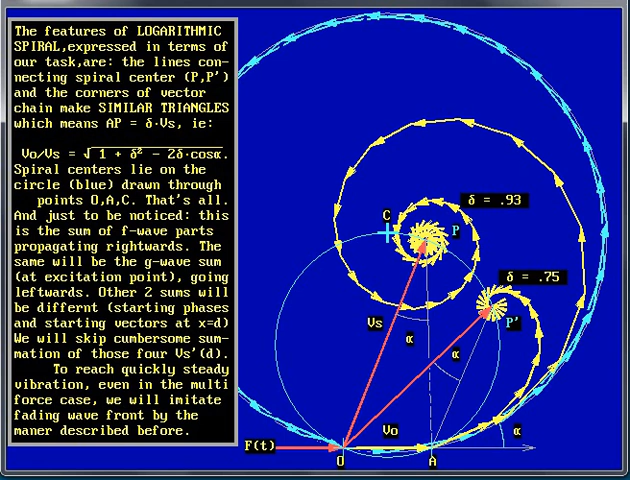 The features of LOGARITHMIC
SPIRAL,expressed in terms of
our task,are: the lines con-
necting spiral center (P,P')
and the corners of vector
chain make SIMILAR TRIANGLES
which means AP = δ·Vs, ie:
Vo/Vs = √ 1 + δ² - 2δ·cosα.
Spiral centers lie on the
circle (blue) drawn through
points O,A,C. That's all.
And just to be noticed: this
is the sum of f-wave parts
propagating rightwards. The
same will be the g-wave sum
(at excitation point), going
leftwards. Other 2 sums will
be differnt (starting phases
and starting vectors at x=d)
We will skip cumbersome sum-
mation of those four Vs'(d).
To reach quickly steady
vibration, even in the multi
force case, we will imitate
fading wave front by the
maner described before.
δ = .93
C
P
δ = .75
P'
Vs
α
α
Vo
α
F(t)
O
A